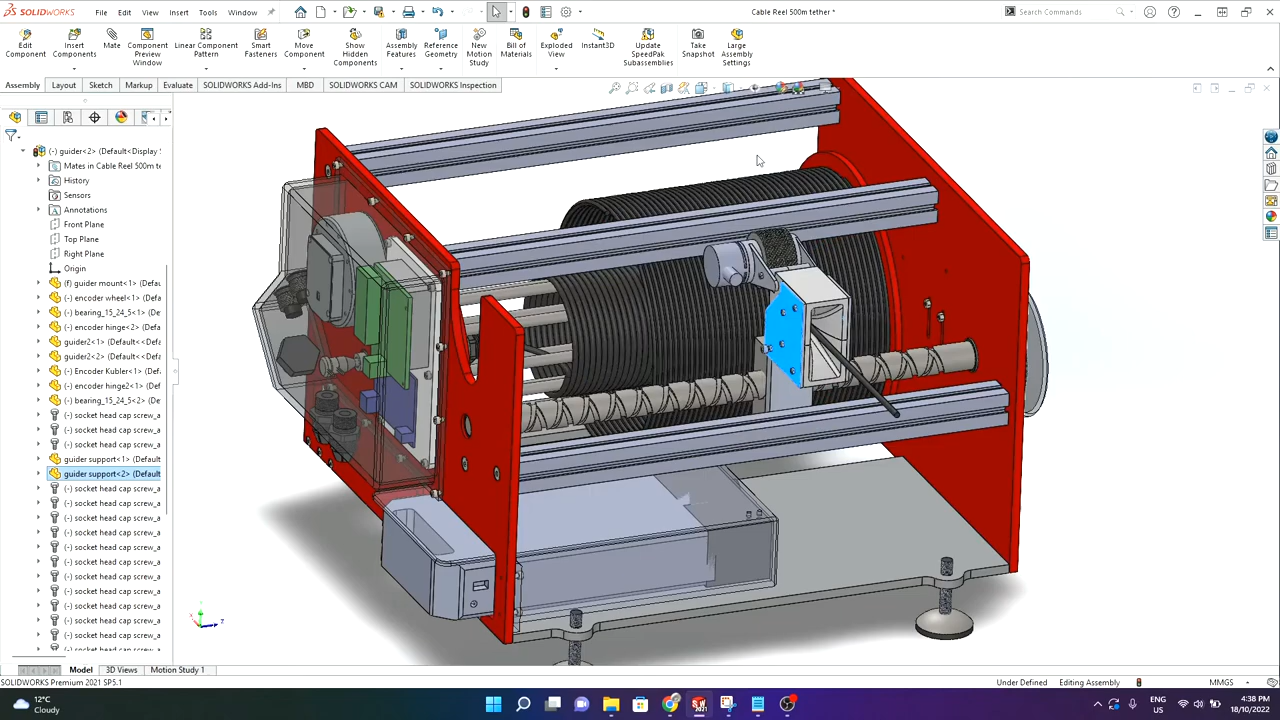 SOLIDWORKS File Edit View Insert Tools Window Cable Reel 500m tether * Search Commands
Edit Component
Insert Components
Mate
Component Preview Window
Linear Component Pattern
Smart Fasteners
Move Component
Show Hidden Components
Assembly Features
Reference Geometry
New Motion Study
Bill of Materials
Exploded View
Instant3D
Update SpeedPak Subassemblies
Take Snapshot
Large Assembly Settings
Assembly Layout Sketch Markup Evaluate SOLIDWORKS Add-Ins MBD SOLIDWORKS CAM SOLIDWORKS Inspection
(-) guider<2> (Default<Display
Mates in Cable Reel 500m te
History
Sensors
Annotations
Front Plane
Top Plane
Right Plane
Origin
(f) guider mount<1> (Defau
(-) encoder wheel<1> (Defa
(-) bearing_15_24_5<1> (De
(-) encoder hinge<2> (Defa
guider2<1> (Default<<Defa
guider2<2> (Default<<Defa
(-) Encoder Kubler<1> (Def
(-) encoder hinge2<1> (Def
(-) bearing_15_24_5<2> (De
(-) socket head cap screw_a
(-) socket head cap screw_a
(-) socket head cap screw_a
guider support<1> (Default
guider support<2> (Default
(-) socket head cap screw_a
(-) socket head cap screw_a
(-) socket head cap screw_a
(-) socket head cap screw_a
(-) socket head cap screw_a
(-) socket head cap screw_a
(-) socket head cap screw_a
(-) socket head cap screw_a
(-) socket head cap screw_a
(-) socket head cap screw_a
(-) socket head cap screw_a
(-) socket head cap screw_a
Y
X
Z
Model 3D Views Motion Study 1
SOLIDWORKS Premium 2021 SP5.1 Under Defined Editing Assembly MMGS
12°C
Cloudy
ENG
US
4:38 PM
18/10/2022